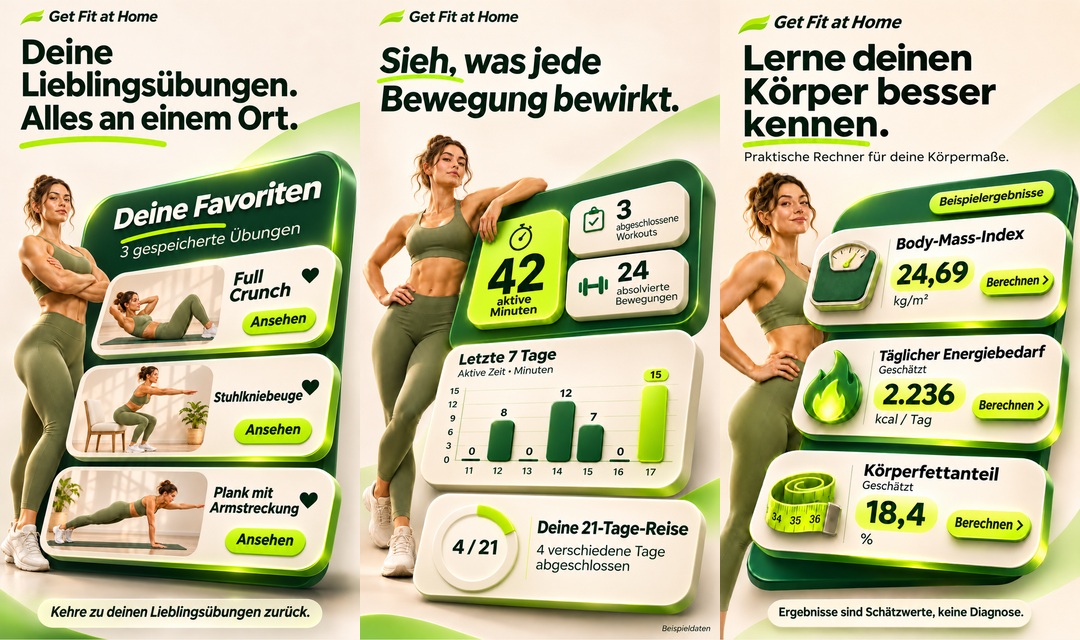 Get Fit at Home
Deine
Lieblingsübungen.
Alles an einem Ort.
Deine Favoriten
3 gespeicherte Übungen
Full
Crunch
Ansehen
Stuhlkniebeuge
Ansehen
Plank mit
Armstreckung
Ansehen
Kehre zu deinen Lieblingsübungen zurück.
Get Fit at Home
Sieh, was jede
Bewegung bewirkt.
42
aktive
Minuten
3
abgeschlossene
Workouts
24
absolvierte
Bewegungen
Letzte 7 Tage
Aktive Zeit • Minuten
15
12
9
6
3
0
0
8
0
12
7
0
15
11 12 13 14 15 16 17
4 / 21
Deine 21-Tage-Reise
4 verschiedene Tage
abgeschlossen
Beispieldaten
Get Fit at Home
Lerne deinen
Körper besser
kennen.
Praktische Rechner für deine Körpermaße.
Beispielergebnisse
Body-Mass-Index
24,69
kg/m²
Berechnen >
Täglicher Energiebedarf
Geschätzt
2.236
kcal / Tag
Berechnen >
34 35 36
Körperfettanteil
Geschätzt
18,4
%
Berechnen >
Ergebnisse sind Schätzwerte, keine Diagnose.